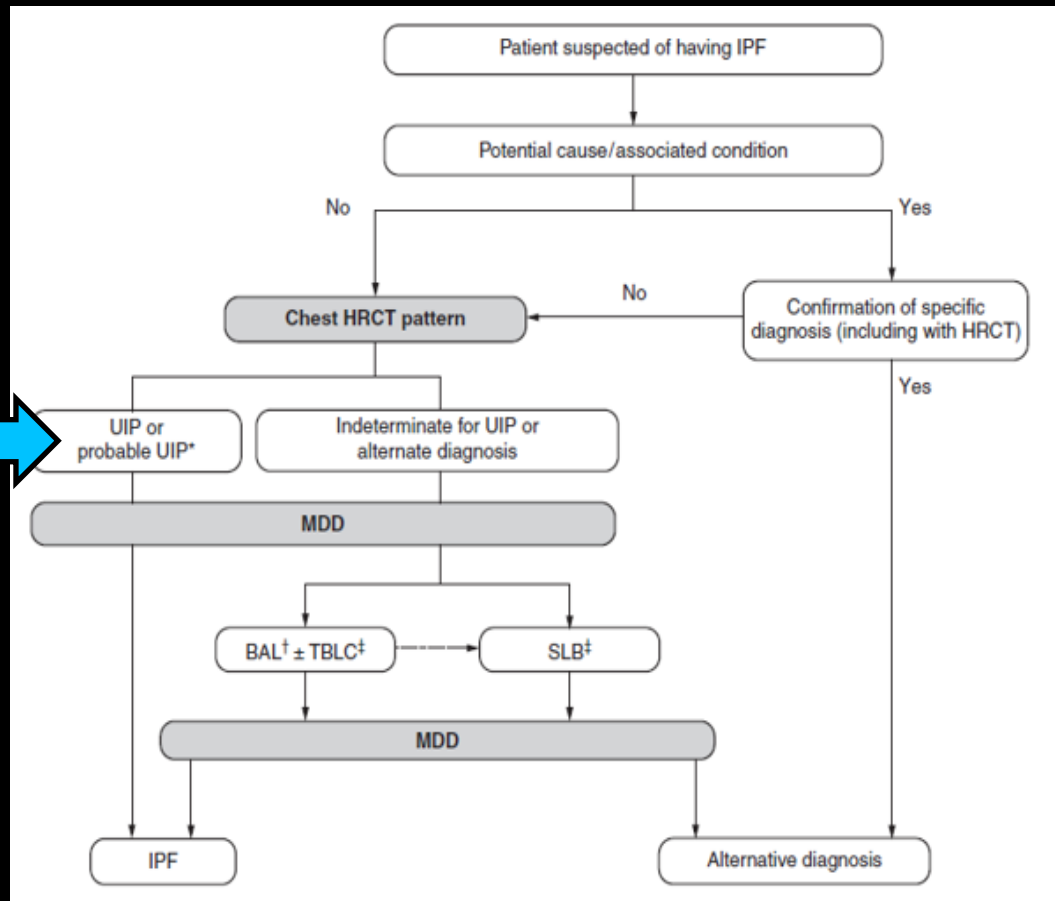 Patient suspected of having IPF
Potential cause/associated condition
No
Yes
No
Chest HRCT pattern
Confirmation of specific
diagnosis (including with HRCT)
Yes
UIP or
probable UIP*
Indeterminate for UIP or
alternate diagnosis
MDD
BAL† ± TBLC‡
SLB‡
MDD
IPF
Alternative diagnosis